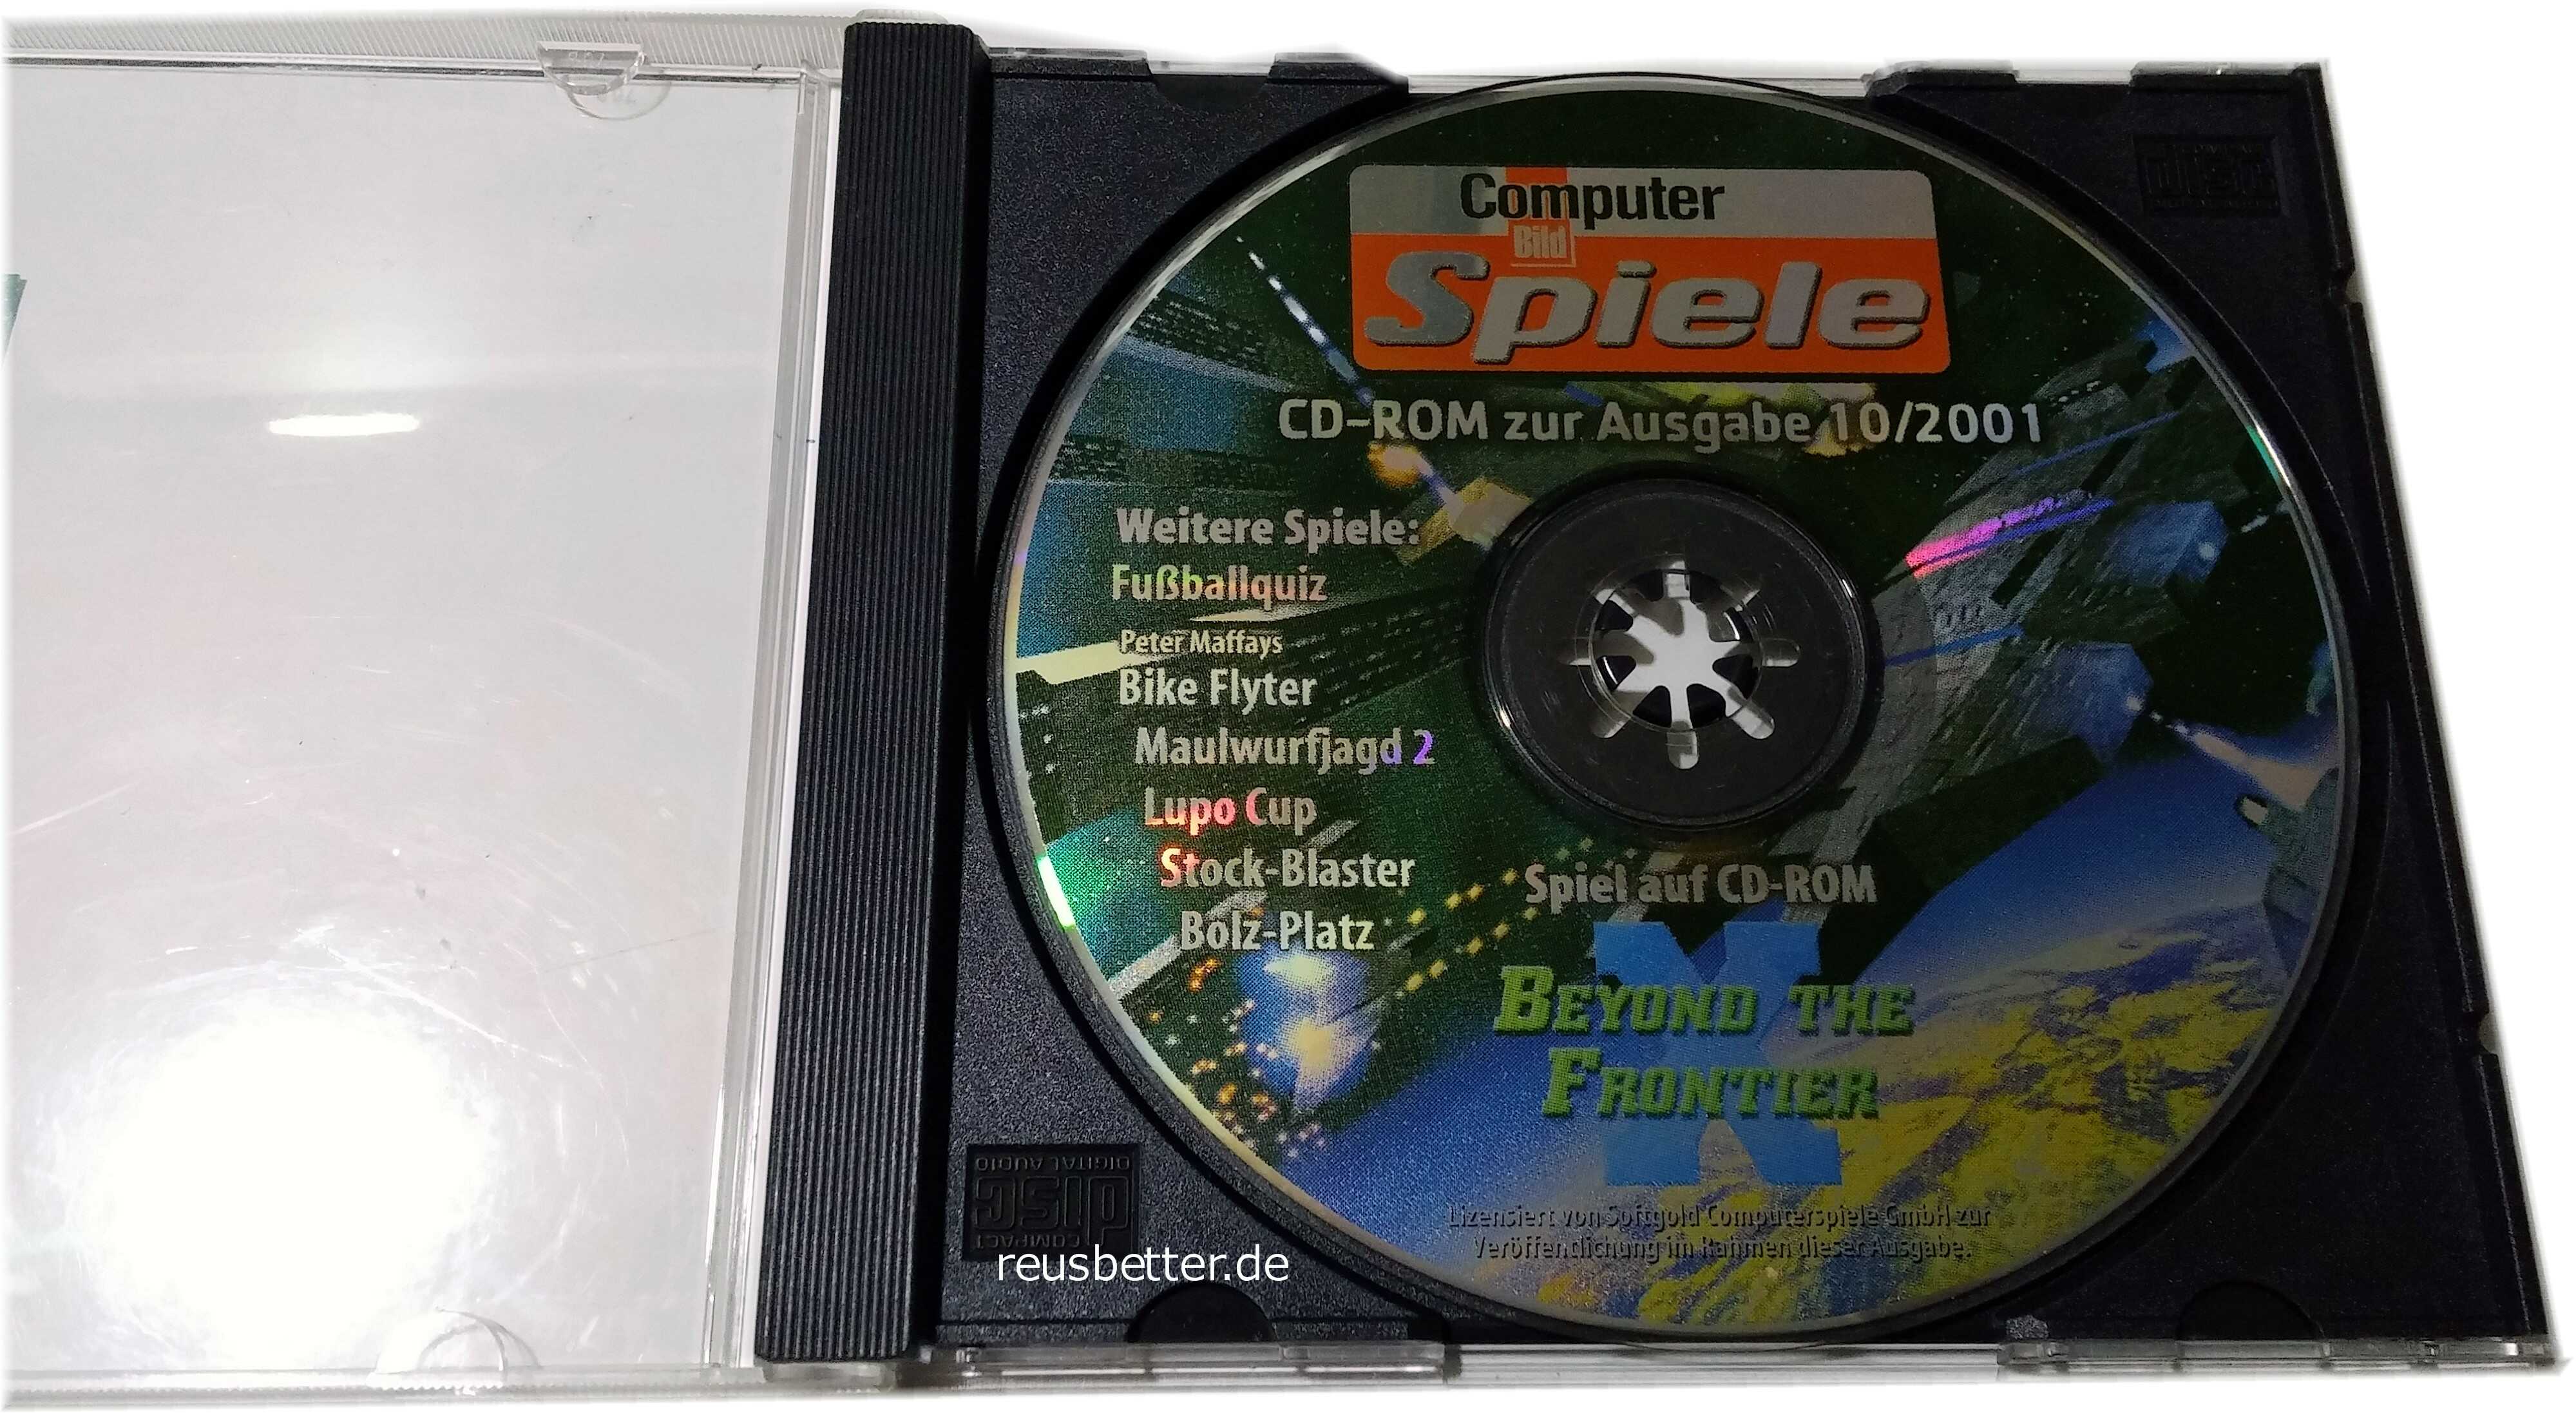 Computer
Bild
Spiele
CD-ROM zur Ausgabe 10/2001
Weitere Spiele:
Fußballquiz
Peter Maffays
Bike Flyter
Maulwurfjagd 2
Lupo Cup
Stock-Blaster
Bolz-Platz
Spiel auf CD-ROM
X
BEYOND THE
FRONTIER
Lizensiert von Softgold Computerspiele GmbH zur
Veröffentlichung im Rahmen dieser Ausgabe.
COMPACT
disc
DIGITAL AUDIO
reusbetter.de